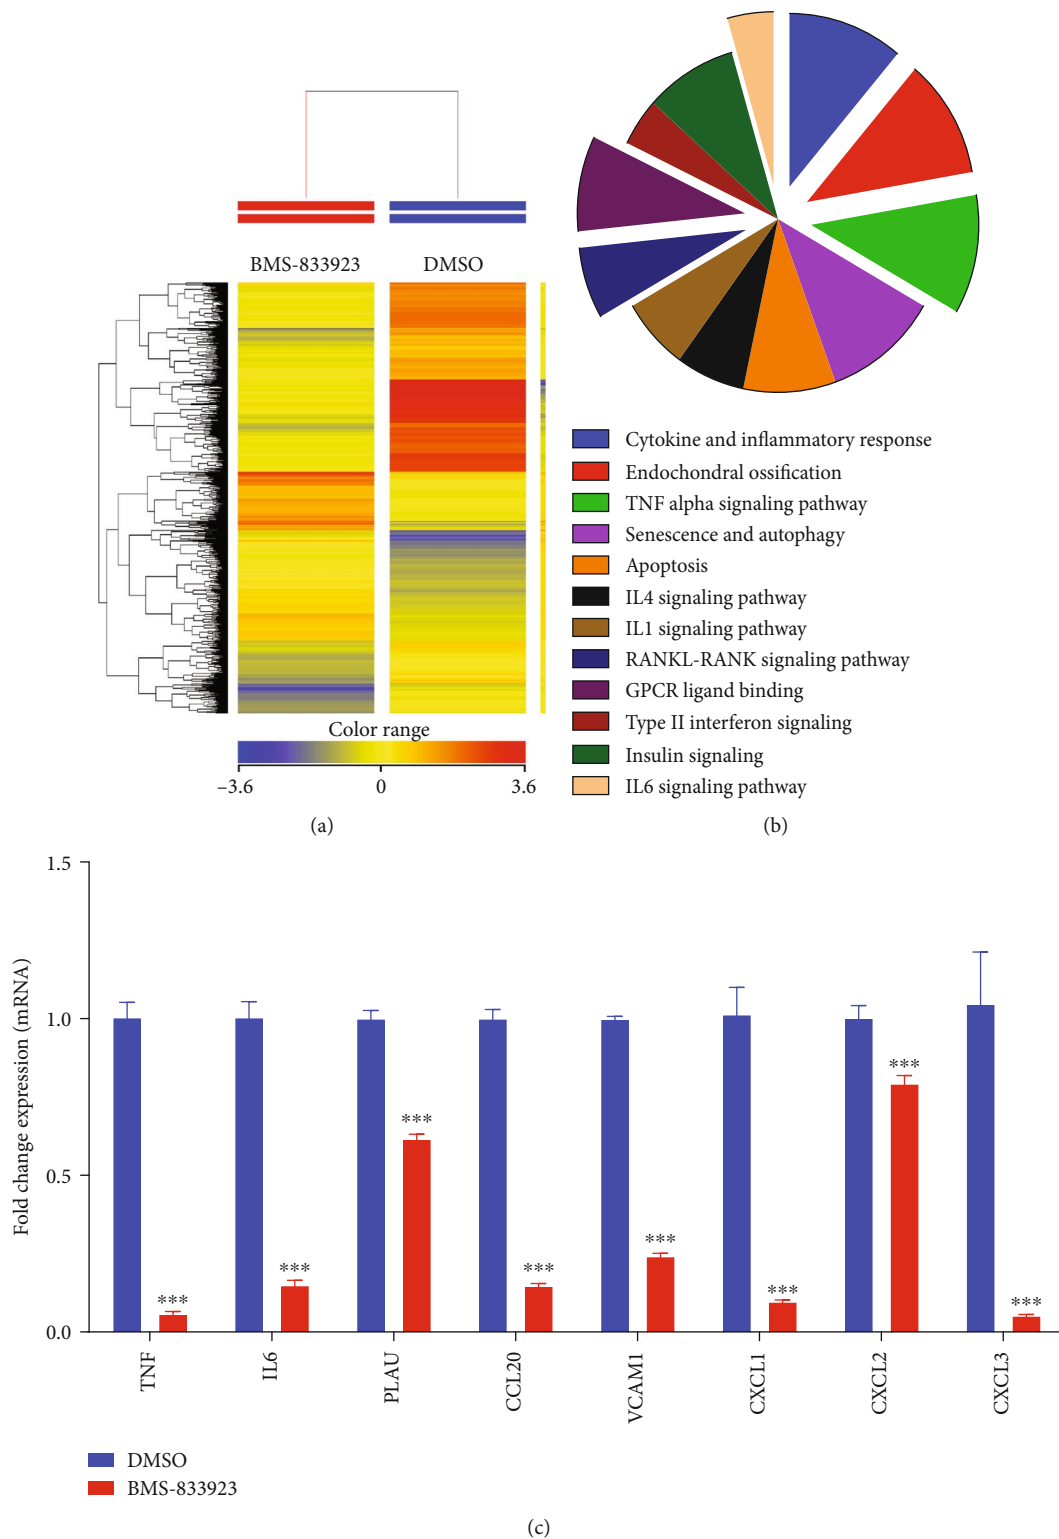 BMS-833923
DMSO
Color range
−3.6
0
3.6
(a)
Cytokine and inflammatory response
Endochondral ossification
TNF alpha signaling pathway
Senescence and autophagy
Apoptosis
IL4 signaling pathway
IL1 signaling pathway
RANKL-RANK signaling pathway
GPCR ligand binding
Type II interferon signaling
Insulin signaling
IL6 signaling pathway
(b)
Fold change expression (mRNA)
1.5
1.0
0.5
0.0
***
***
***
***
***
***
***
***
TNF
IL6
PLAU
CCL20
VCAM1
CXCL1
CXCL2
CXCL3
DMSO
BMS-833923
(c)